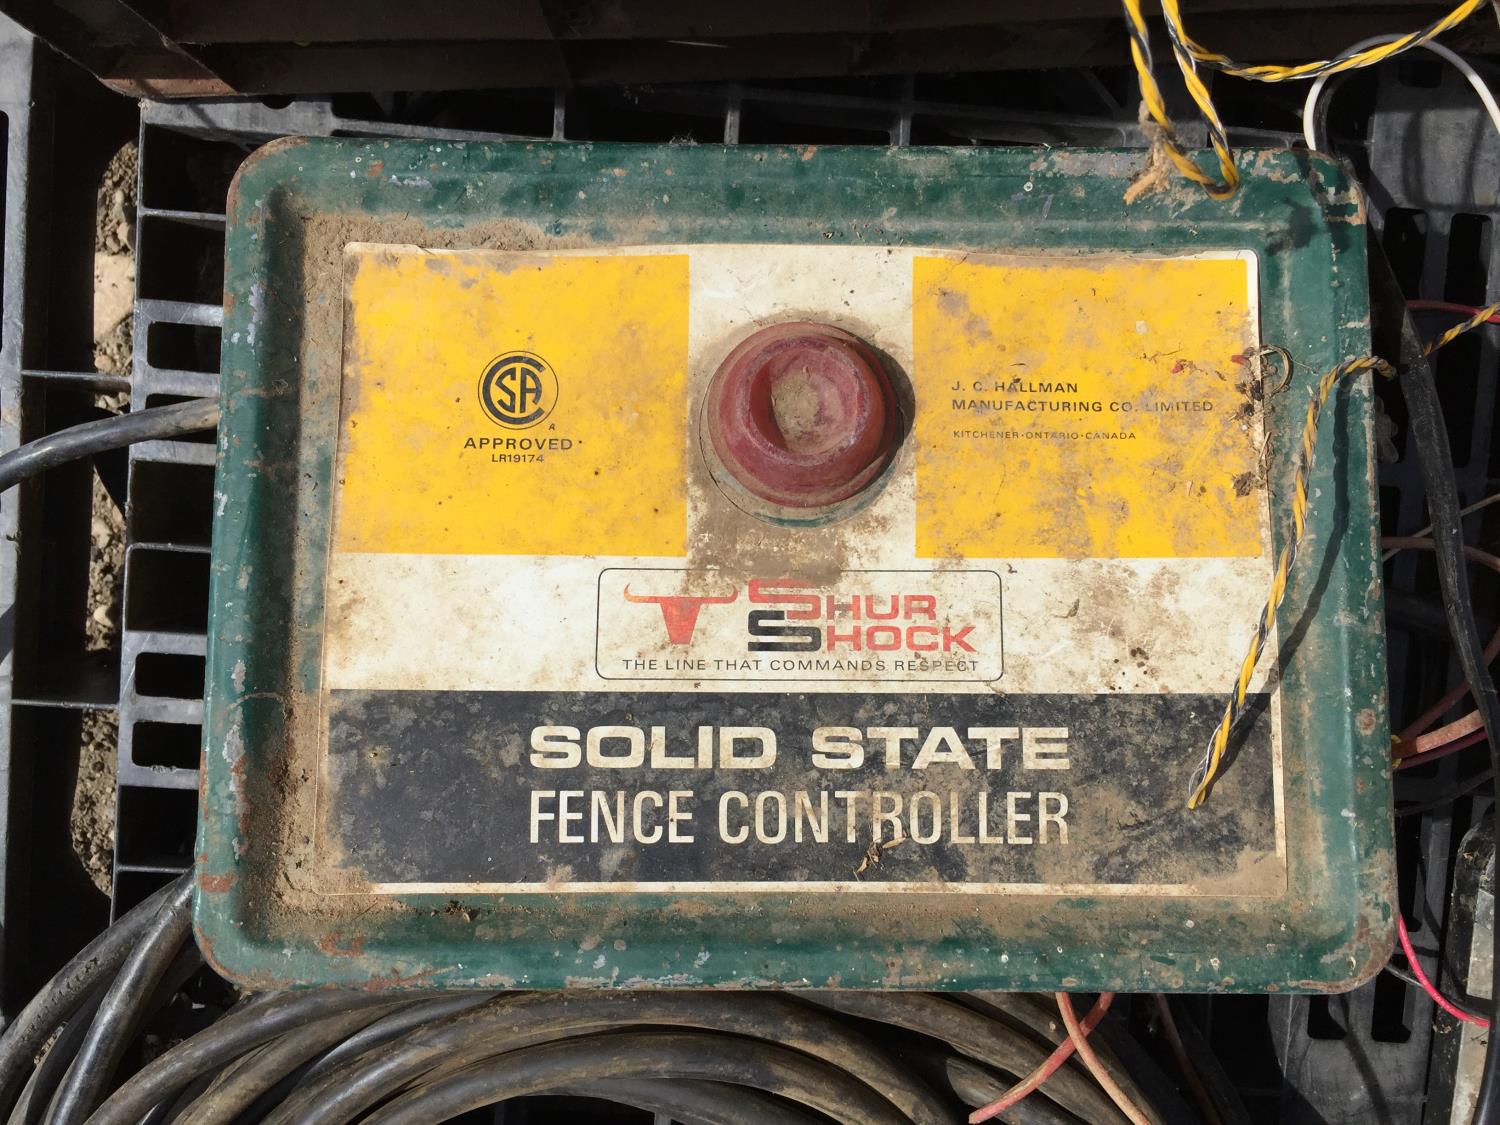 CSA
APPROVED
LR19174
J. C. HALLMAN
MANUFACTURING CO. LIMITED
KITCHENER·ONTARIO·CANADA
SHUR
SHOCK
THE LINE THAT COMMANDS RESPECT
SOLID STATE
FENCE CONTROLLER